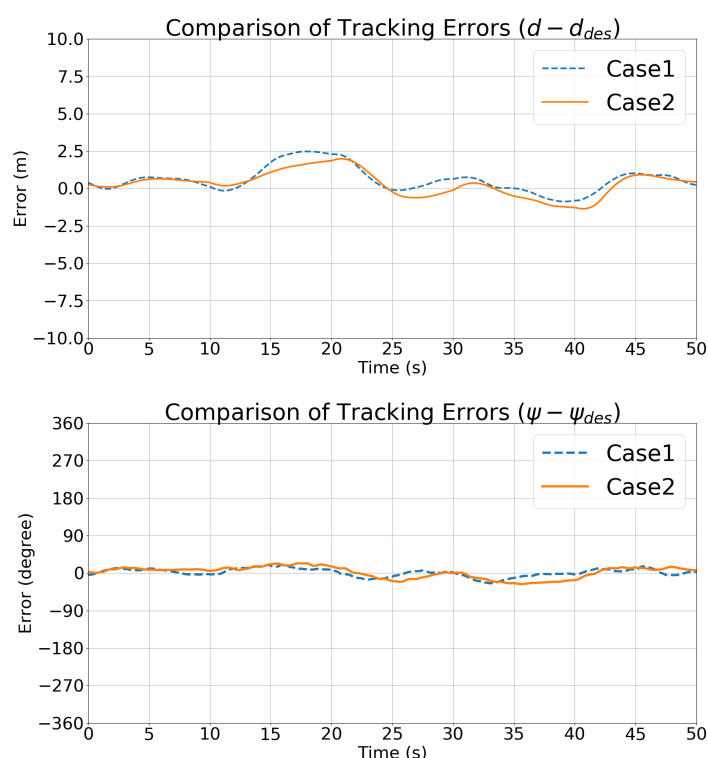 Comparison of Tracking Errors (d − d_des)
10.0
7.5
5.0
2.5
0.0
−2.5
−5.0
−7.5
−10.0
Error (m)
Case1
Case2
0 5 10 15 20 25 30 35 40 45 50
Time (s)
Comparison of Tracking Errors (ψ − ψ_des)
360
270
180
90
0
−90
−180
−270
−360
Error (degree)
Case1
Case2
0 5 10 15 20 25 30 35 40 45 50
Time (s)